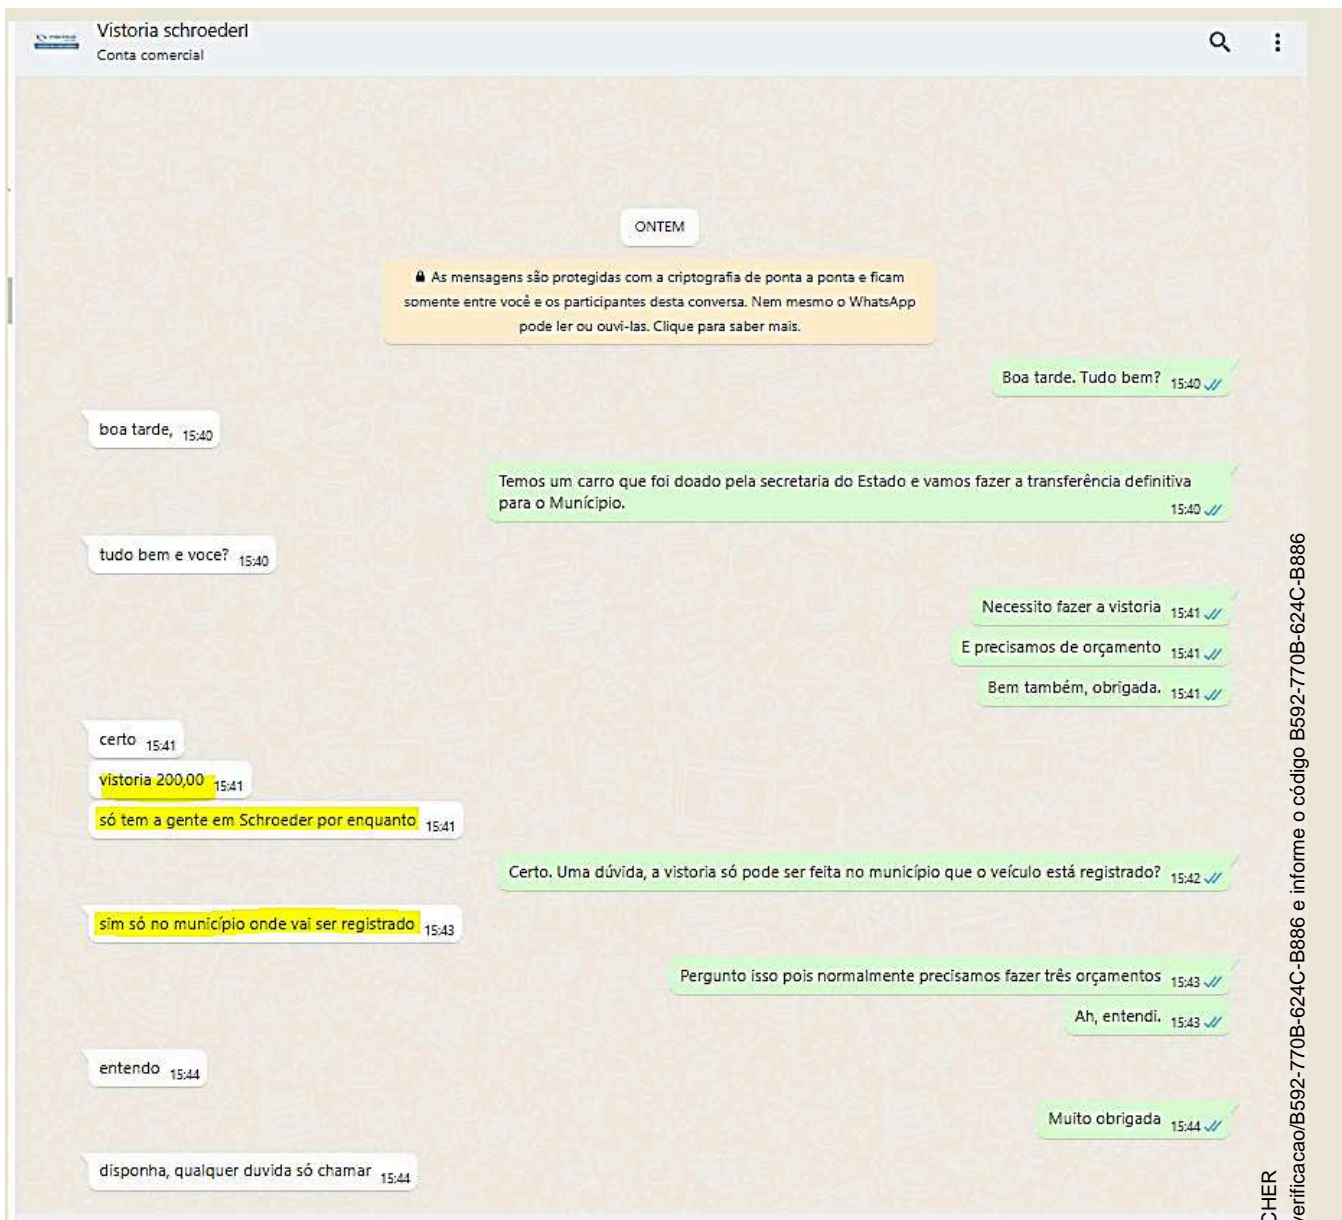 Vistoria schroederI
Conta comercial
ONTEM
As mensagens são protegidas com a criptografia de ponta a ponta e ficam
somente entre você e os participantes desta conversa. Nem mesmo o WhatsApp
pode ler ou ouvi-las. Clique para saber mais.
Boa tarde. Tudo bem? 15:40
boa tarde, 15:40
Temos um carro que foi doado pela secretaria do Estado e vamos fazer a transferência definitiva
para o Munícipio. 15:40
tudo bem e voce? 15:40
Necessito fazer a vistoria 15:41
E precisamos de orçamento 15:41
Bem também, obrigada. 15:41
certo 15:41
vistoria 200,00 15:41
só tem a gente em Schroeder por enquanto 15:41
Certo. Uma dúvida, a vistoria só pode ser feita no município que o veículo está registrado? 15:42
sim só no município onde vai ser registrado 15:43
Pergunto isso pois normalmente precisamos fazer três orçamentos 15:43
Ah, entendi. 15:43
entendo 15:44
Muito obrigada 15:44
disponha, qualquer duvida só chamar 15:44
CHER
verificacao/B592-770B-624C-B886 e informe o código B592-770B-624C-B886